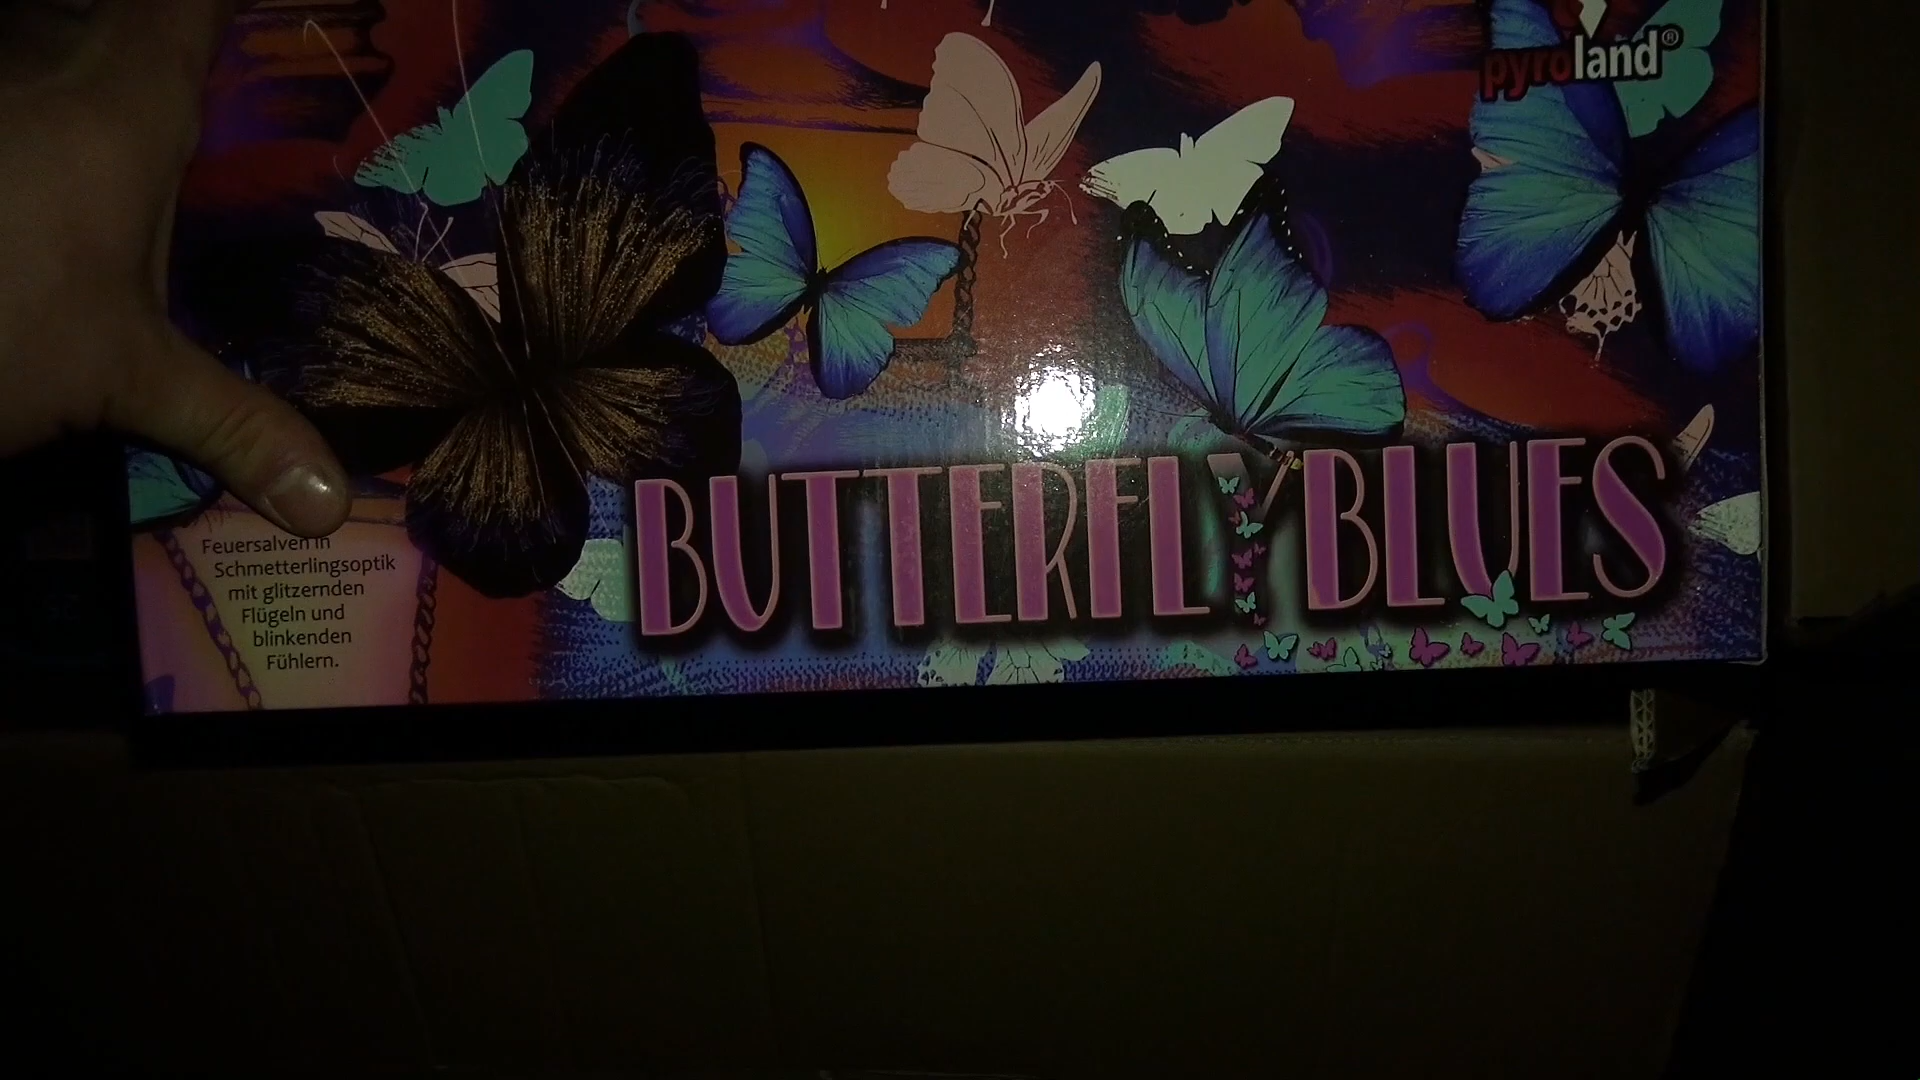 pyroland®
BUTTERFLY BLUES
Feuersalven in
Schmetterlingsoptik
mit glitzernden
Flügeln und
blinkenden
Fühlern.